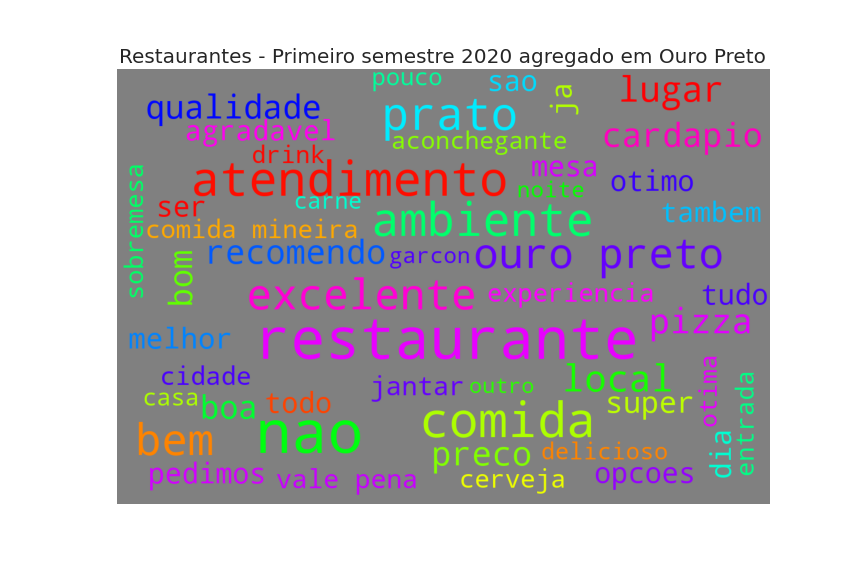 Restaurantes - Primeiro semestre 2020 agregado em Ouro Preto
pouco
sao
ja
lugar
qualidade
prato
agradavel
aconchegante
cardapio
drink
mesa
atendimento
noite
otimo
sobremesa
ser
carne
ambiente
tambem
comida mineira
bom
recomendo
garcon
ouro preto
excelente
experiencia
tudo
pizza
restaurante
melhor
cidade
jantar
outro
local
otima
entrada
casa
boa
todo
super
nao
comida
bem
preco
delicioso
dia
pedimos
vale pena
cerveja
opcoes